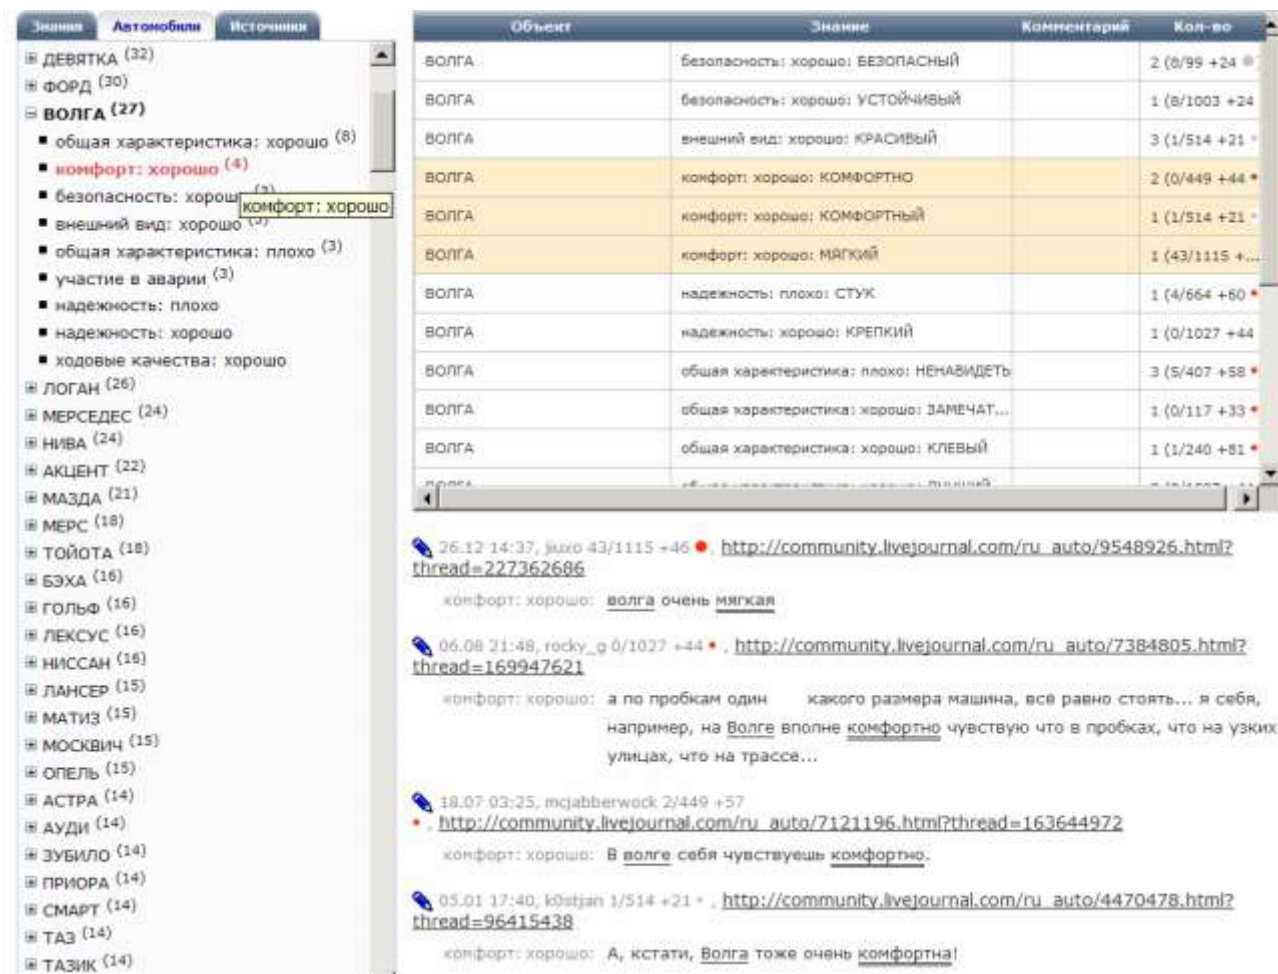 Знания Автомобили Источники
ДЕВЯТКА (32)
ФОРД (30)
ВОЛГА (27)
общая характеристика: хорошо (8)
комфорт: хорошо (4)
безопасность: хорош
комфорт: хорошо
внешний вид: хорошо (3)
общая характеристика: плохо (3)
участие в аварии (3)
надежность: плохо
надежность: хорошо
ходовые качества: хорошо
ЛОГАН (26)
МЕРСЕДЕС (24)
НИВА (24)
АКЦЕНТ (22)
МАЗДА (21)
МЕРС (18)
ТОЙОТА (18)
БЭХА (16)
ГОЛЬФ (16)
ЛЕКСУС (16)
НИССАН (16)
ЛАНСЕР (15)
МАТИЗ (15)
МОСКВИЧ (15)
ОПЕЛЬ (15)
АСТРА (14)
АУДИ (14)
ЗУБИЛО (14)
ПРИОРА (14)
СМАРТ (14)
ТАЗ (14)
ТАЗИК (14)
Объект Знание Комментарий Кол-во
ВОЛГА безопасность: хорошо: БЕЗОПАСНЫЙ 2 (8/99 +24
ВОЛГА безопасность: хорошо: УСТОЙЧИВЫЙ 1 (8/1003 +24
ВОЛГА внешний вид: хорошо: КРАСИВЫЙ 3 (1/514 +21
ВОЛГА комфорт: хорошо: КОМФОРТНО 2 (0/449 +44
ВОЛГА комфорт: хорошо: КОМФОРТНЫЙ 1 (1/514 +21
ВОЛГА комфорт: хорошо: МЯГКИЙ 1 (43/1115 +...
ВОЛГА надежность: плохо: СТУК 1 (4/664 +60
ВОЛГА надежность: хорошо: КРЕПКИЙ 1 (0/1027 +44
ВОЛГА общая характеристика: плохо: НЕНАВИДЕТЬ 3 (5/407 +58
ВОЛГА общая характеристика: хорошо: ЗАМЕЧАТ... 1 (0/117 +33
ВОЛГА общая характеристика: хорошо: КЛЕВЫЙ 1 (1/240 +81
26.12 14:37, jiuxo 43/1115 +46 , http://community.livejournal.com/ru_auto/9548926.html?
thread=227362686
комфорт: хорошо: волга очень мягкая
06.08 21:48, rocky_g 0/1027 +44 , http://community.livejournal.com/ru_auto/7384805.html?
thread=169947621
комфорт: хорошо: а по пробкам один какого размера машина, всё равно стоять... я себя,
например, на Волге вполне комфортно чувствую что в пробках, что на узких
улицах, что на трассе...
18.07 03:25, mcjabberwock 2/449 +57
, http://community.livejournal.com/ru_auto/7121196.html?thread=163644972
комфорт: хорошо: В волге себя чувствуешь комфортно.
05.01 17:40, k0stjan 1/514 +21 , http://community.livejournal.com/ru_auto/4470478.html?
thread=96415438
комфорт: хорошо: А, кстати, Волга тоже очень комфортна!